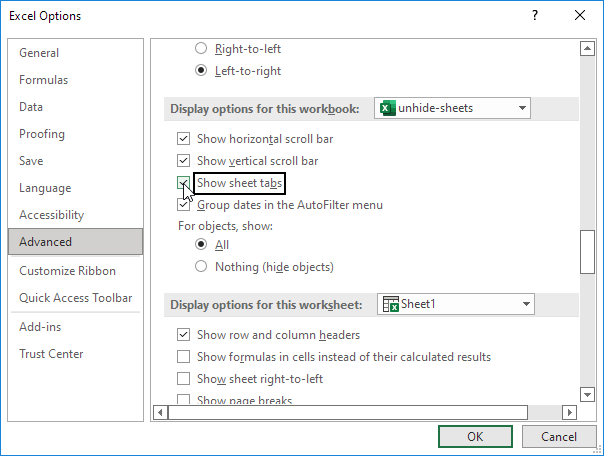 Excel Options
General
Formulas
Data
Proofing
Save
Language
Accessibility
Advanced
Customize Ribbon
Quick Access Toolbar
Add-ins
Trust Center
Right-to-left
Left-to-right
Display options for this workbook: unhide-sheets
Show horizontal scroll bar
Show vertical scroll bar
Show sheet tabs
Group dates in the AutoFilter menu
For objects, show:
All
Nothing (hide objects)
Display options for this worksheet: Sheet1
Show row and column headers
Show formulas in cells instead of their calculated results
Show sheet right-to-left
Show page breaks
OK Cancel